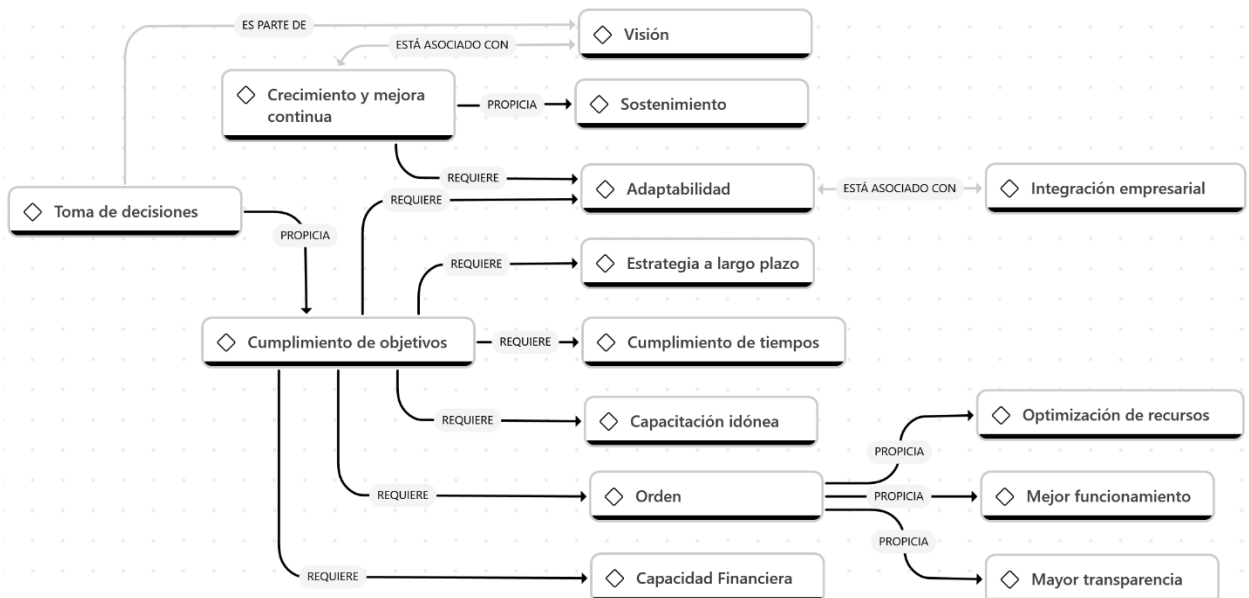 ES PARTE DE
Visión
ESTÁ ASOCIADO CON
Crecimiento y mejora
continua
PROPICIA
Sostenimiento
REQUIERE
Adaptabilidad
ESTÁ ASOCIADO CON
Integración empresarial
REQUIERE
Toma de decisiones
PROPICIA
REQUIERE
Estrategia a largo plazo
Cumplimiento de objetivos
REQUIERE
Cumplimiento de tiempos
REQUIERE
Capacitación idónea
Optimización de recursos
PROPICIA
REQUIERE
Orden
PROPICIA
Mejor funcionamiento
PROPICIA
REQUIERE
Capacidad Financiera
Mayor transparencia